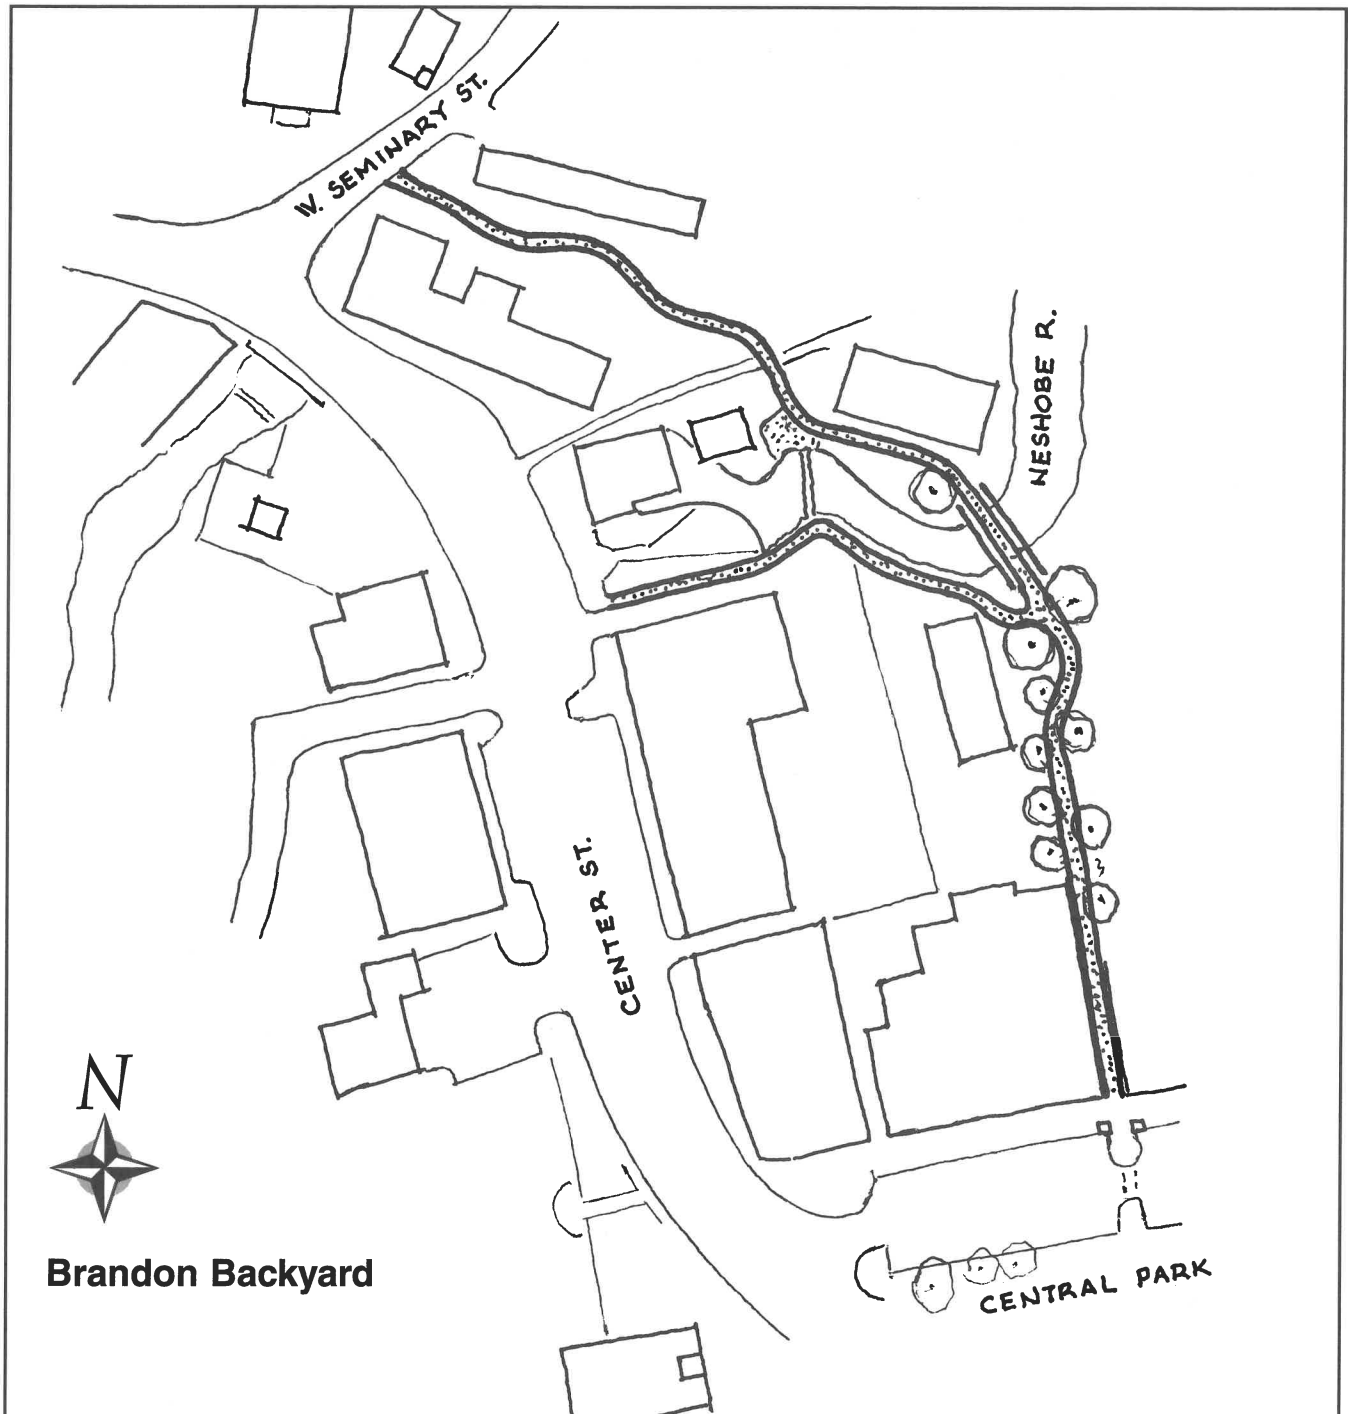 W. SEMINARY ST.
NESHOBE R.
CENTER ST.
N
Brandon Backyard
CENTRAL PARK